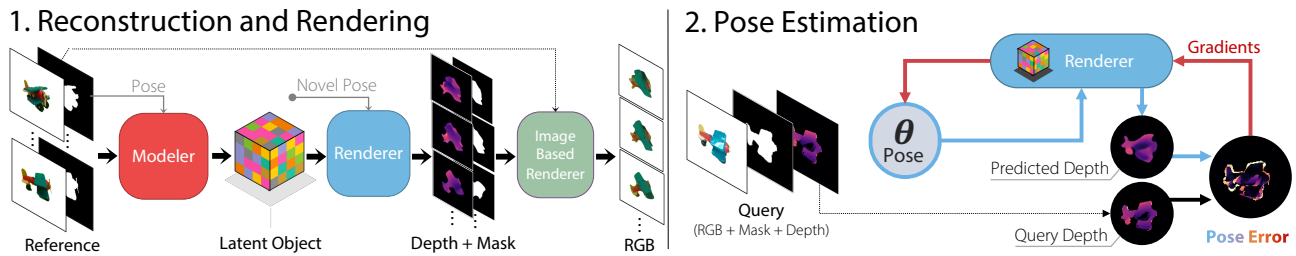 1. Reconstruction and Rendering
Pose
Novel Pose
Modeler
Renderer
Image
Based
Renderer
Reference
Latent Object
Depth + Mask
RGB
2. Pose Estimation
Gradients
Renderer
θ
Pose
Predicted Depth
Query
(RGB + Mask + Depth)
Query Depth
Pose Error